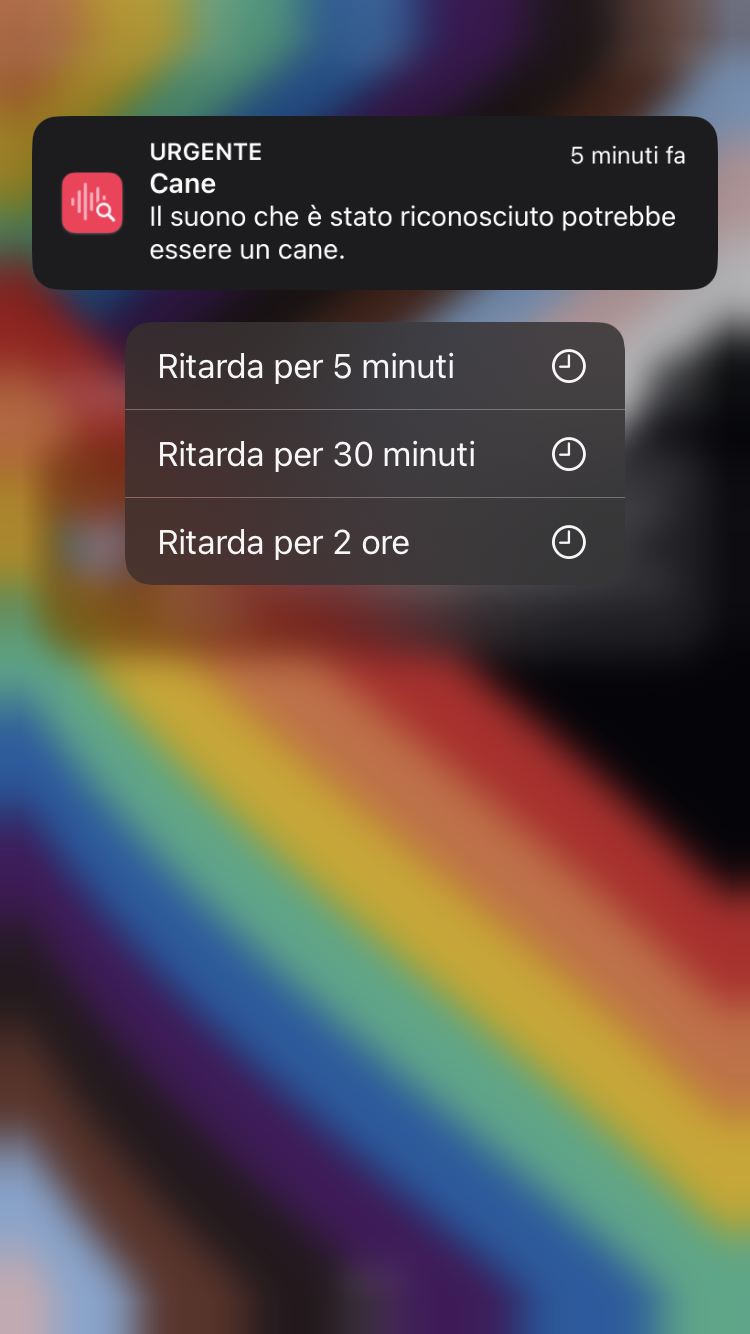 URGENTE
5 minuti fa
Cane
Il suono che è stato riconosciuto potrebbe
essere un cane.
Ritarda per 5 minuti
Ritarda per 30 minuti
Ritarda per 2 ore